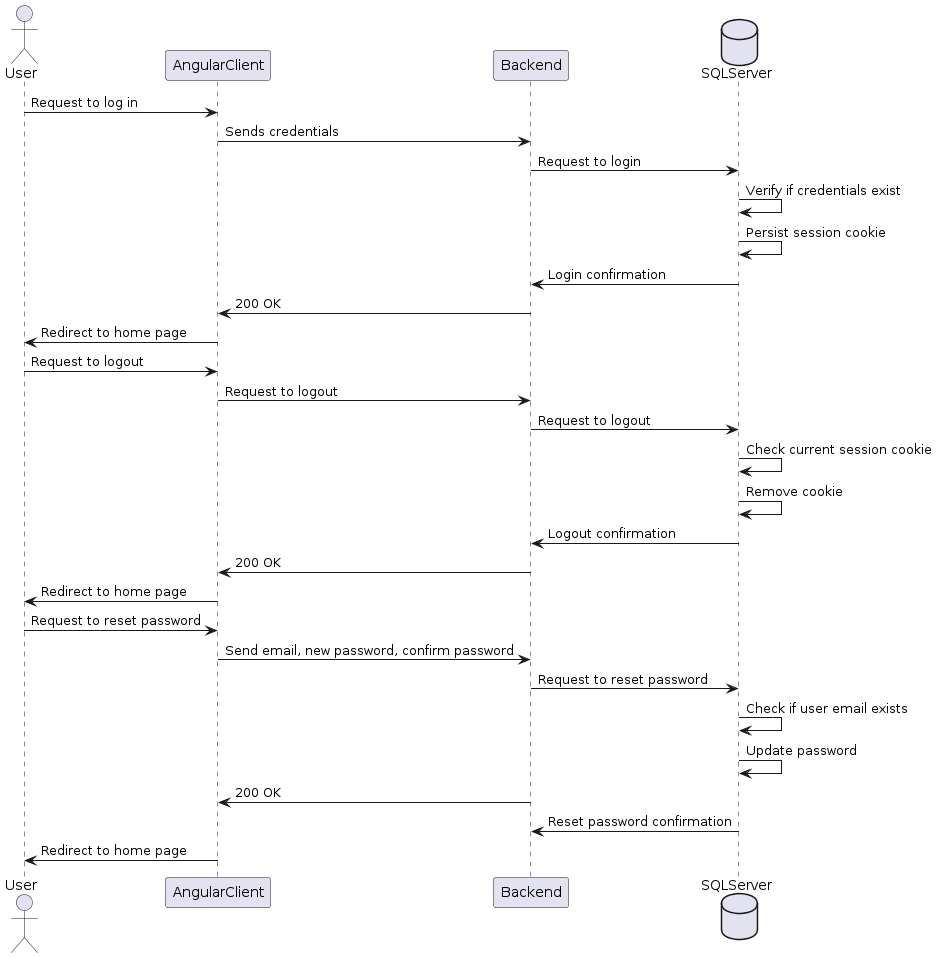 User
AngularClient
Backend
SQLServer
Request to log in
Sends credentials
Request to login
Verify if credentials exist
Persist session cookie
Login confirmation
200 OK
Redirect to home page
Request to logout
Request to logout
Request to logout
Check current session cookie
Remove cookie
Logout confirmation
200 OK
Redirect to home page
Request to reset password
Send email, new password, confirm password
Request to reset password
Check if user email exists
Update password
200 OK
Reset password confirmation
Redirect to home page
User
AngularClient
Backend
SQLServer